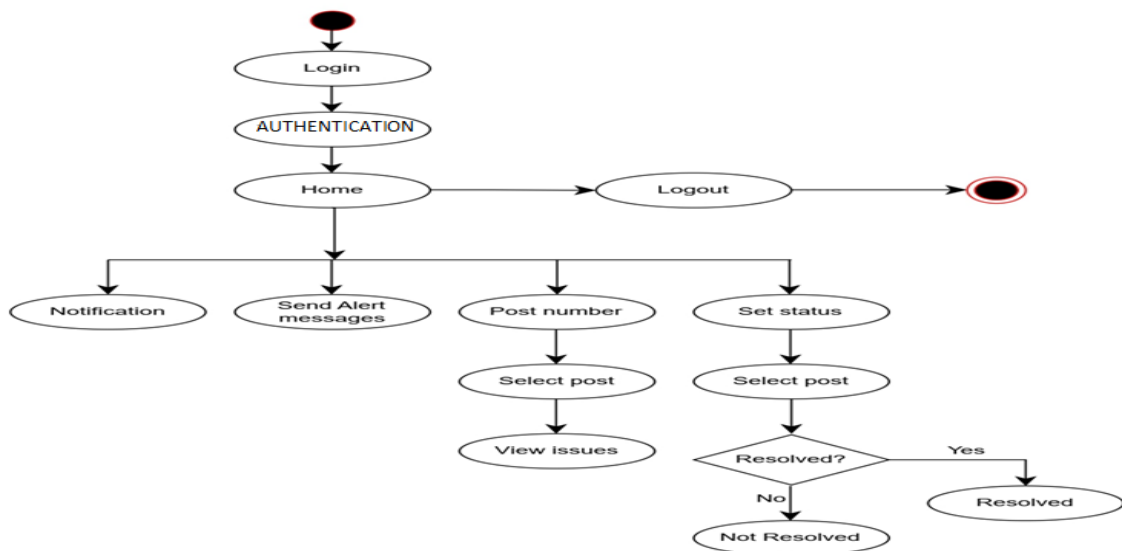 Login
AUTHENTICATION
Home
Logout
Notification
Send Alert
messages
Post number
Set status
Select post
Select post
View issues
Resolved?
Yes
No
Resolved
Not Resolved